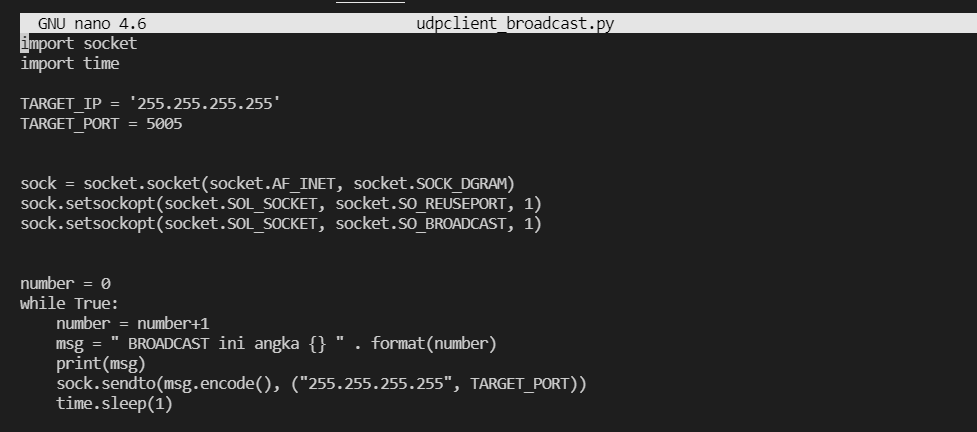 GNU nano 4.6 udpclient_broadcast.py
import socket
import time
TARGET_IP = '255.255.255.255'
TARGET_PORT = 5005
sock = socket.socket(socket.AF_INET, socket.SOCK_DGRAM)
sock.setsockopt(socket.SOL_SOCKET, socket.SO_REUSEPORT, 1)
sock.setsockopt(socket.SOL_SOCKET, socket.SO_BROADCAST, 1)
number = 0
while True:
    number = number+1
    msg = " BROADCAST ini angka {} " . format(number)
    print(msg)
    sock.sendto(msg.encode(), ("255.255.255.255", TARGET_PORT))
    time.sleep(1)